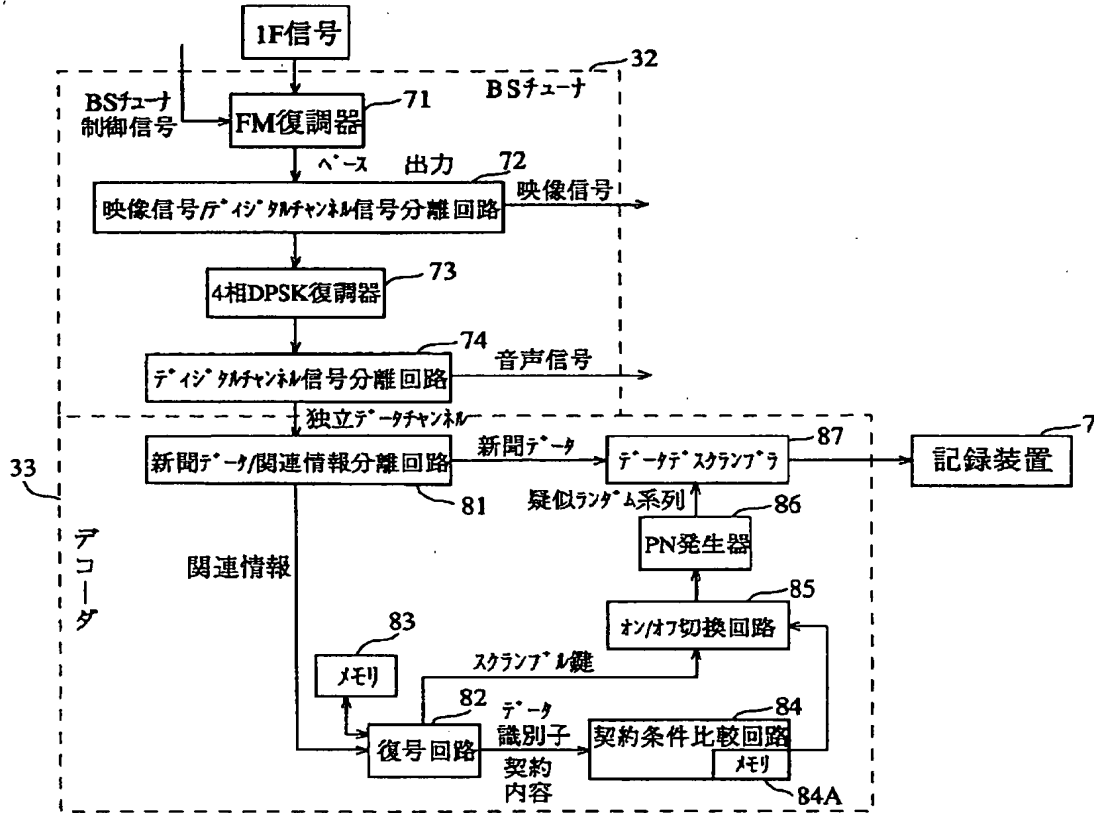 1F信号
32
BSチューナ
BSチューナ
制御信号
71
FM復調器
ベース 出力
72
映像信号/ディジタルチャンネル信号分離回路
映像信号
73
4相DPSK復調器
74
ディジタルチャンネル信号分離回路
音声信号
独立データチャンネル
33
デコーダ
新聞データ/関連情報分離回路
81
新聞データ
87
データデスクランブラ
7
記録装置
疑似ランダム系列
86
PN発生器
関連情報
85
オン/オフ切換回路
83
メモリ
スクランブル鍵
82
復号回路
データ
識別子
契約
内容
84
契約条件比較回路
メモリ
84A